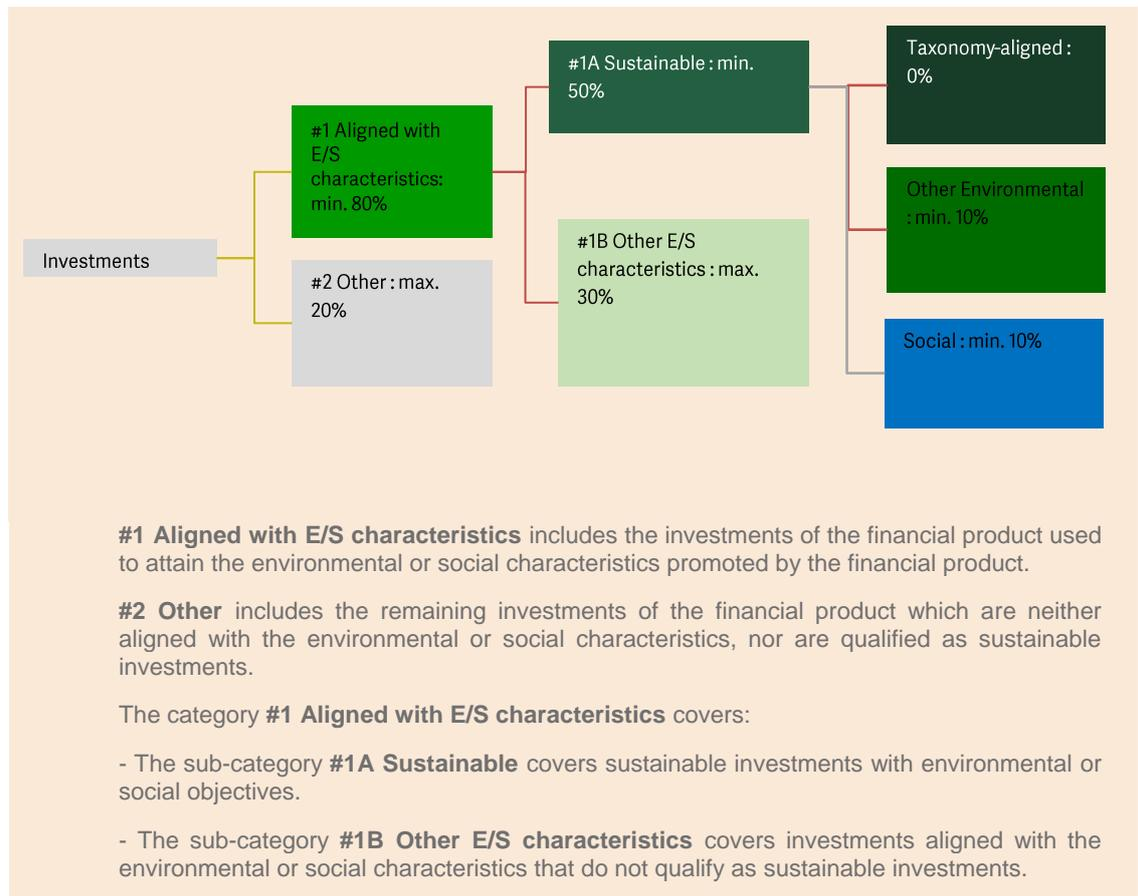 Investments
#1 Aligned with
E/S
characteristics:
min. 80%
#2 Other : max.
20%
#1A Sustainable : min.
50%
#1B Other E/S
characteristics : max.
30%
Taxonomy-aligned :
0%
Other Environmental
: min. 10%
Social : min. 10%
#1 Aligned with E/S characteristics includes the investments of the financial product used
to attain the environmental or social characteristics promoted by the financial product.
#2 Other includes the remaining investments of the financial product which are neither
aligned with the environmental or social characteristics, nor are qualified as sustainable
investments.
The category #1 Aligned with E/S characteristics covers:
- The sub-category #1A Sustainable covers sustainable investments with environmental or
social objectives.
- The sub-category #1B Other E/S characteristics covers investments aligned with the
environmental or social characteristics that do not qualify as sustainable investments.